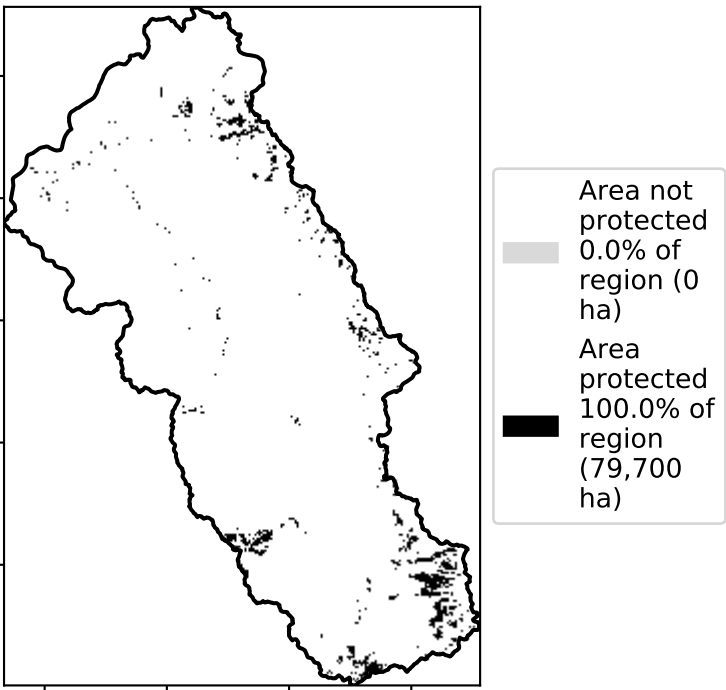 Area not
protected
0.0% of
region (0
ha)
Area
protected
100.0% of
region
(79,700
ha)